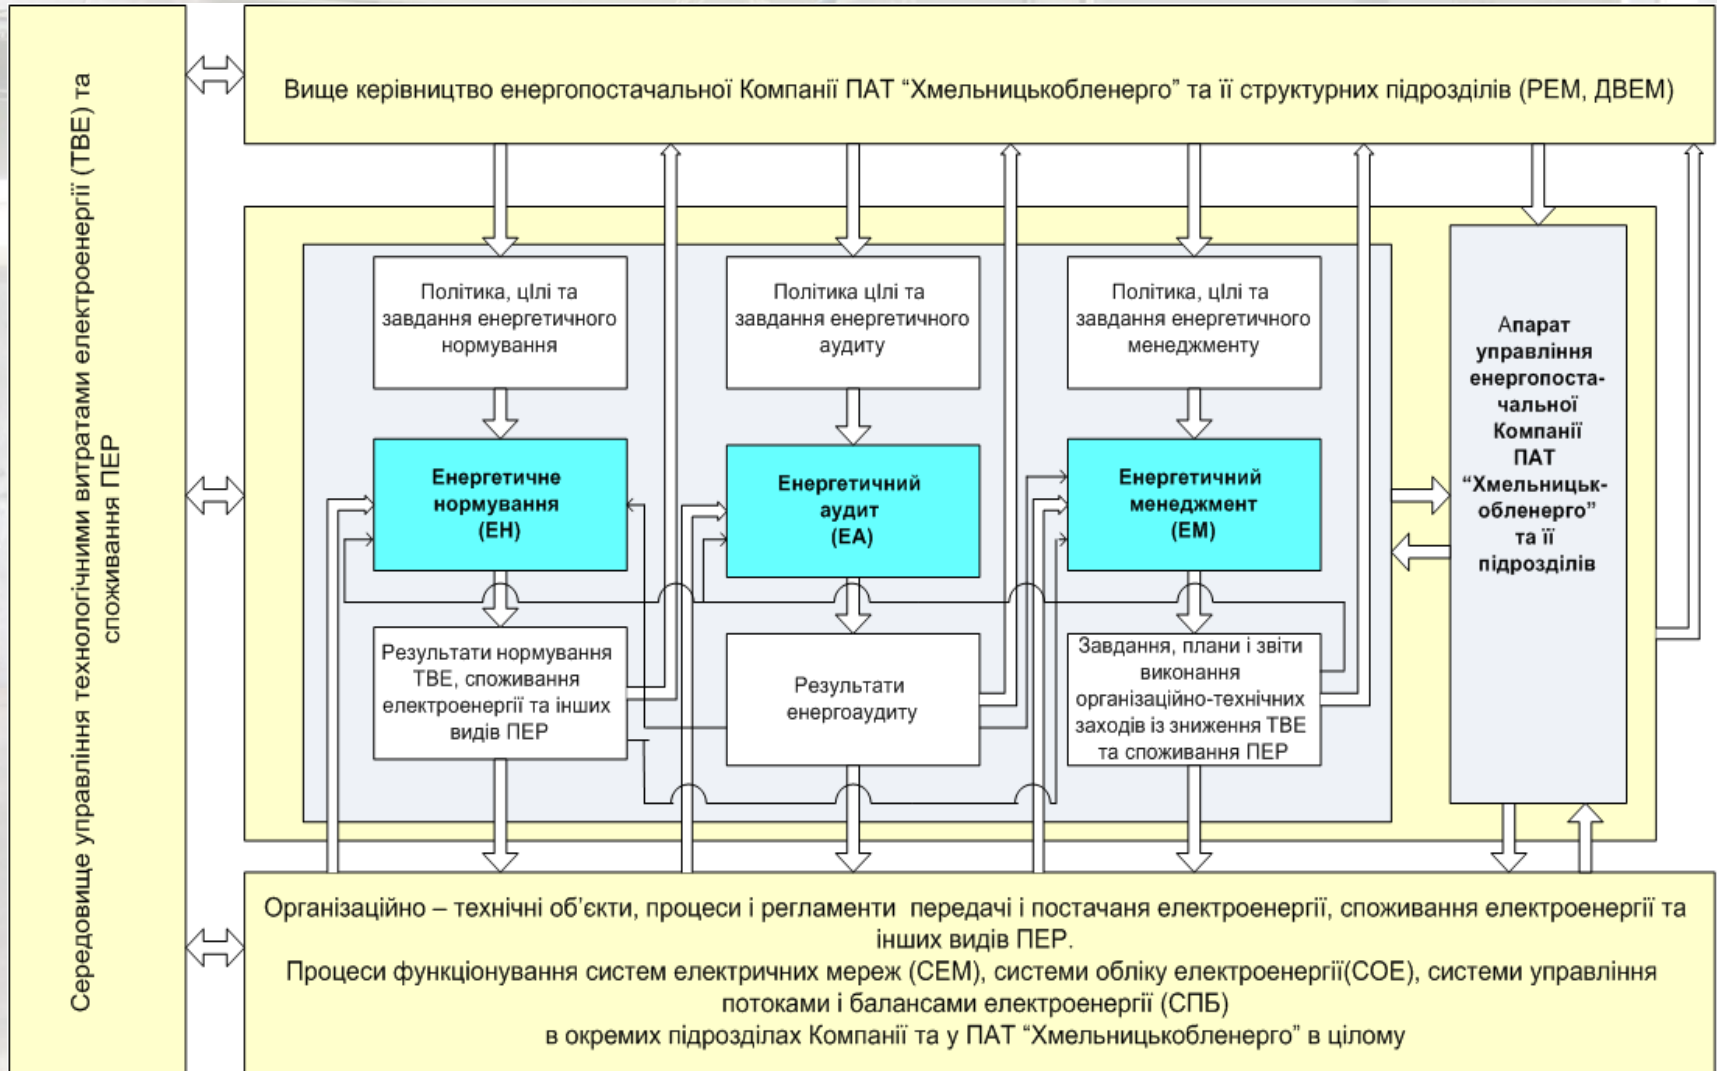 Середовище управління технологічними витратами електроенергії (ТВЕ) та
споживання ПЕР
Вище керівництво енергопостачальної Компанії ПАТ “Хмельницькобленерго” та її структурних підрозділів (РЕМ, ДВЕМ)
Політика, цІлі та
завдання енергетичного
нормування
Політика цІлі та
завдання енергетичного
аудиту
Політика, цІлі та
завдання енергетичного
менеджменту
Енергетичне
нормування
(ЕН)
Енергетичний
аудит
(ЕА)
Енергетичний
менеджмент
(ЕМ)
Результати нормування
ТВЕ, споживання
електроенергії та інших
видів ПЕР
Результати
енергоаудиту
Завдання, плани і звіти
виконання
організаційно-технічних
заходів із зниження ТВЕ
та споживання ПЕР
Апарат
управління
енергопоста-
чальної
Компанії
ПАТ
“Хмельницьк-
обленерго”
та її
підрозділів
Організаційно – технічні об’єкти, процеси і регламенти передачі і постачаня електроенергії, споживання електроенергії та
інших видів ПЕР.
Процеси функціонування систем електричних мереж (СЕМ), системи обліку електроенергії(СОЕ), системи управління
потоками і балансами електроенергії (СПБ)
в окремих підрозділах Компанії та у ПАТ “Хмельницькобленерго” в цілому